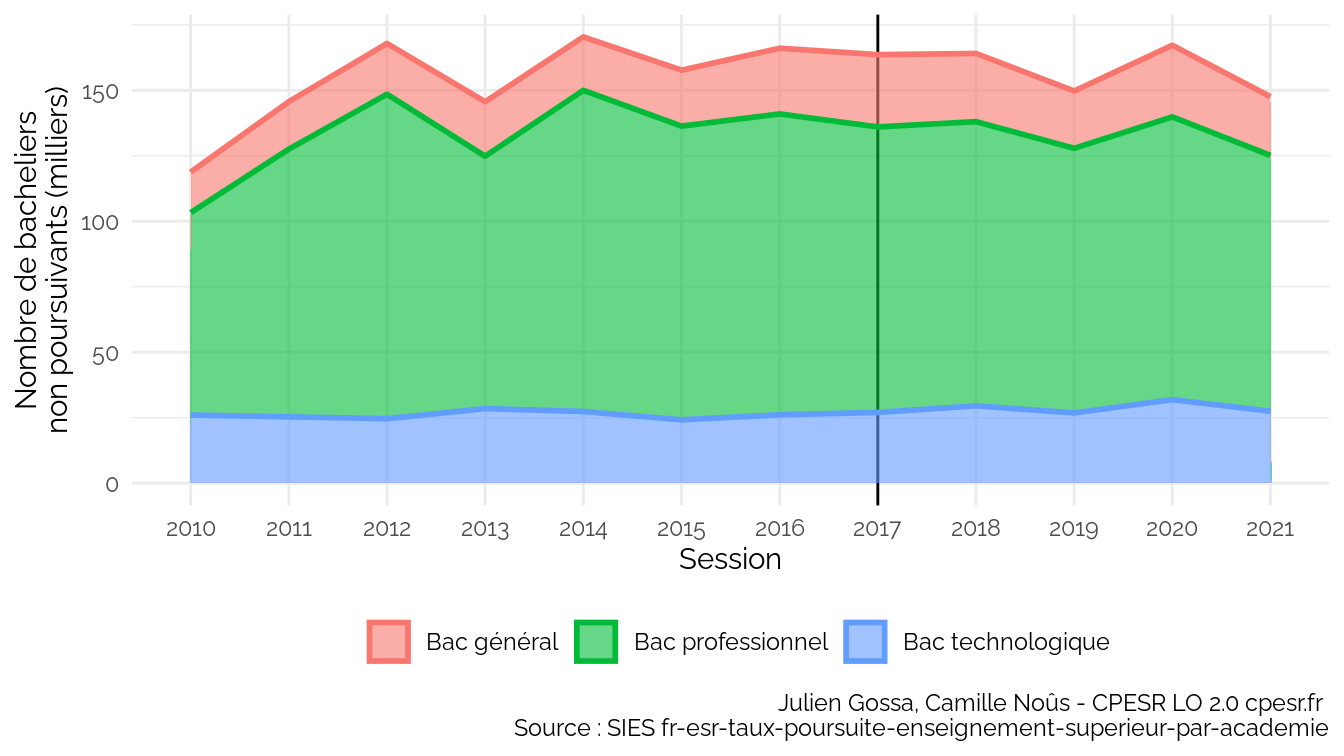 Nombre de bacheliers
non poursuivants (milliers)
150
100
50
0
2010 2011 2012 2013 2014 2015 2016 2017 2018 2019 2020 2021
Session
Bac général Bac professionnel Bac technologique
Julien Gossa, Camille Noûs - CPESR LO 2.0 cpesr.fr
Source : SIES fr-esr-taux-poursuite-enseignement-superieur-par-academie